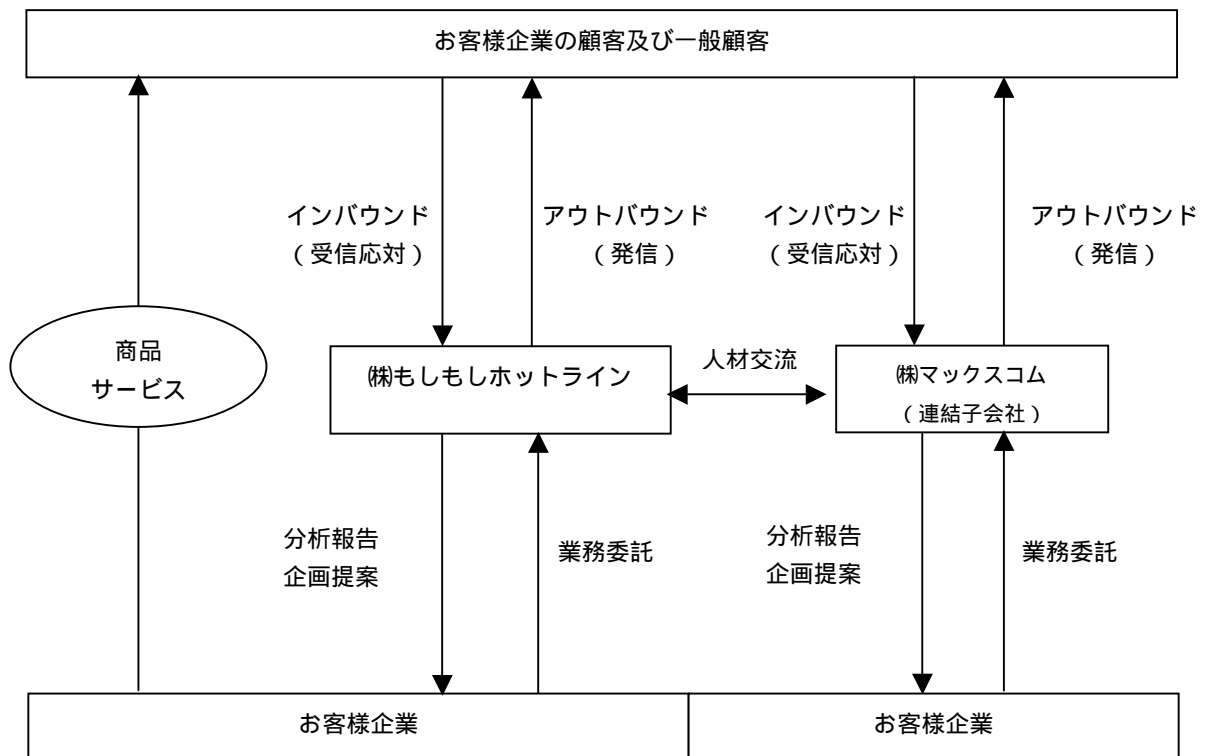 お客様企業の顧客及び一般顧客
インバウンド
（受信応対）
アウトバウンド
（発信）
インバウンド
（受信応対）
アウトバウンド
（発信）
商品
サービス
㈱もしもしホットライン
人材交流
㈱マックスコム
（連結子会社）
分析報告
企画提案
業務委託
分析報告
企画提案
業務委託
お客様企業
お客様企業